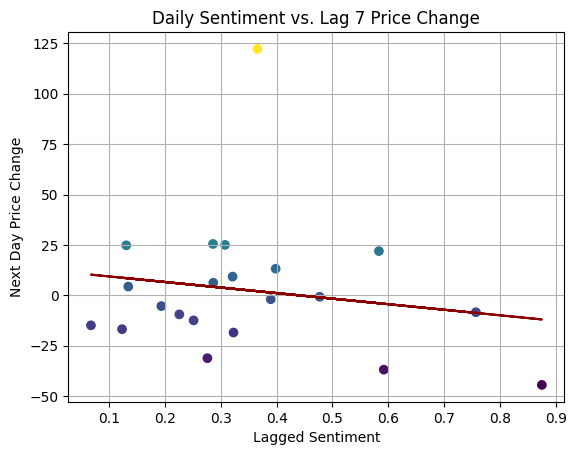 Daily Sentiment vs. Lag 7 Price Change
Next Day Price Change
125
100
75
50
25
0
−25
−50
0.1 0.2 0.3 0.4 0.5 0.6 0.7 0.8 0.9
Lagged Sentiment